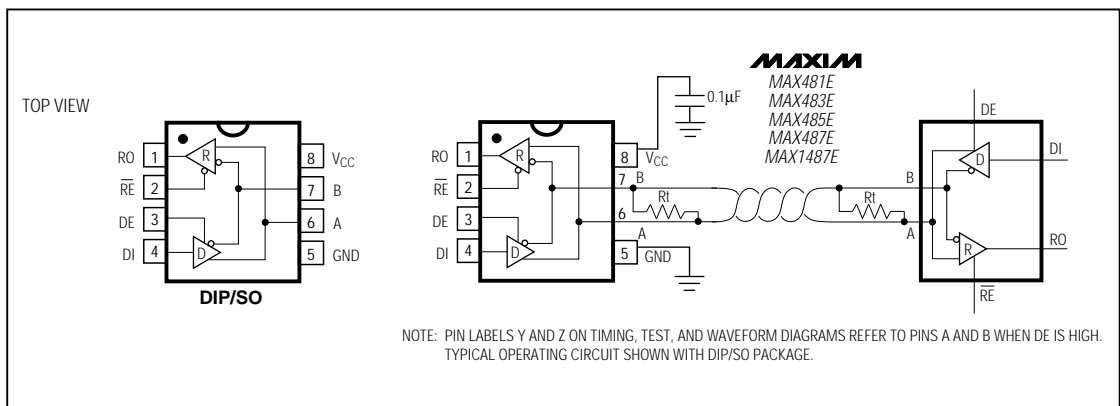 TOP VIEW
RO 1
RE 2
DE 3
DI 4
R
D
8 VCC
7 B
6 A
5 GND
DIP/SO
RO 1
RE 2
DE 3
DI 4
R
D
8 VCC
7 B
6 A
5 GND
0.1µF
Rt
MAXIM
MAX481E
MAX483E
MAX485E
MAX487E
MAX1487E
Rt
B
A
DE
D
DI
R
RO
RE
NOTE: PIN LABELS Y AND Z ON TIMING, TEST, AND WAVEFORM DIAGRAMS REFER TO PINS A AND B WHEN DE IS HIGH.
TYPICAL OPERATING CIRCUIT SHOWN WITH DIP/SO PACKAGE.